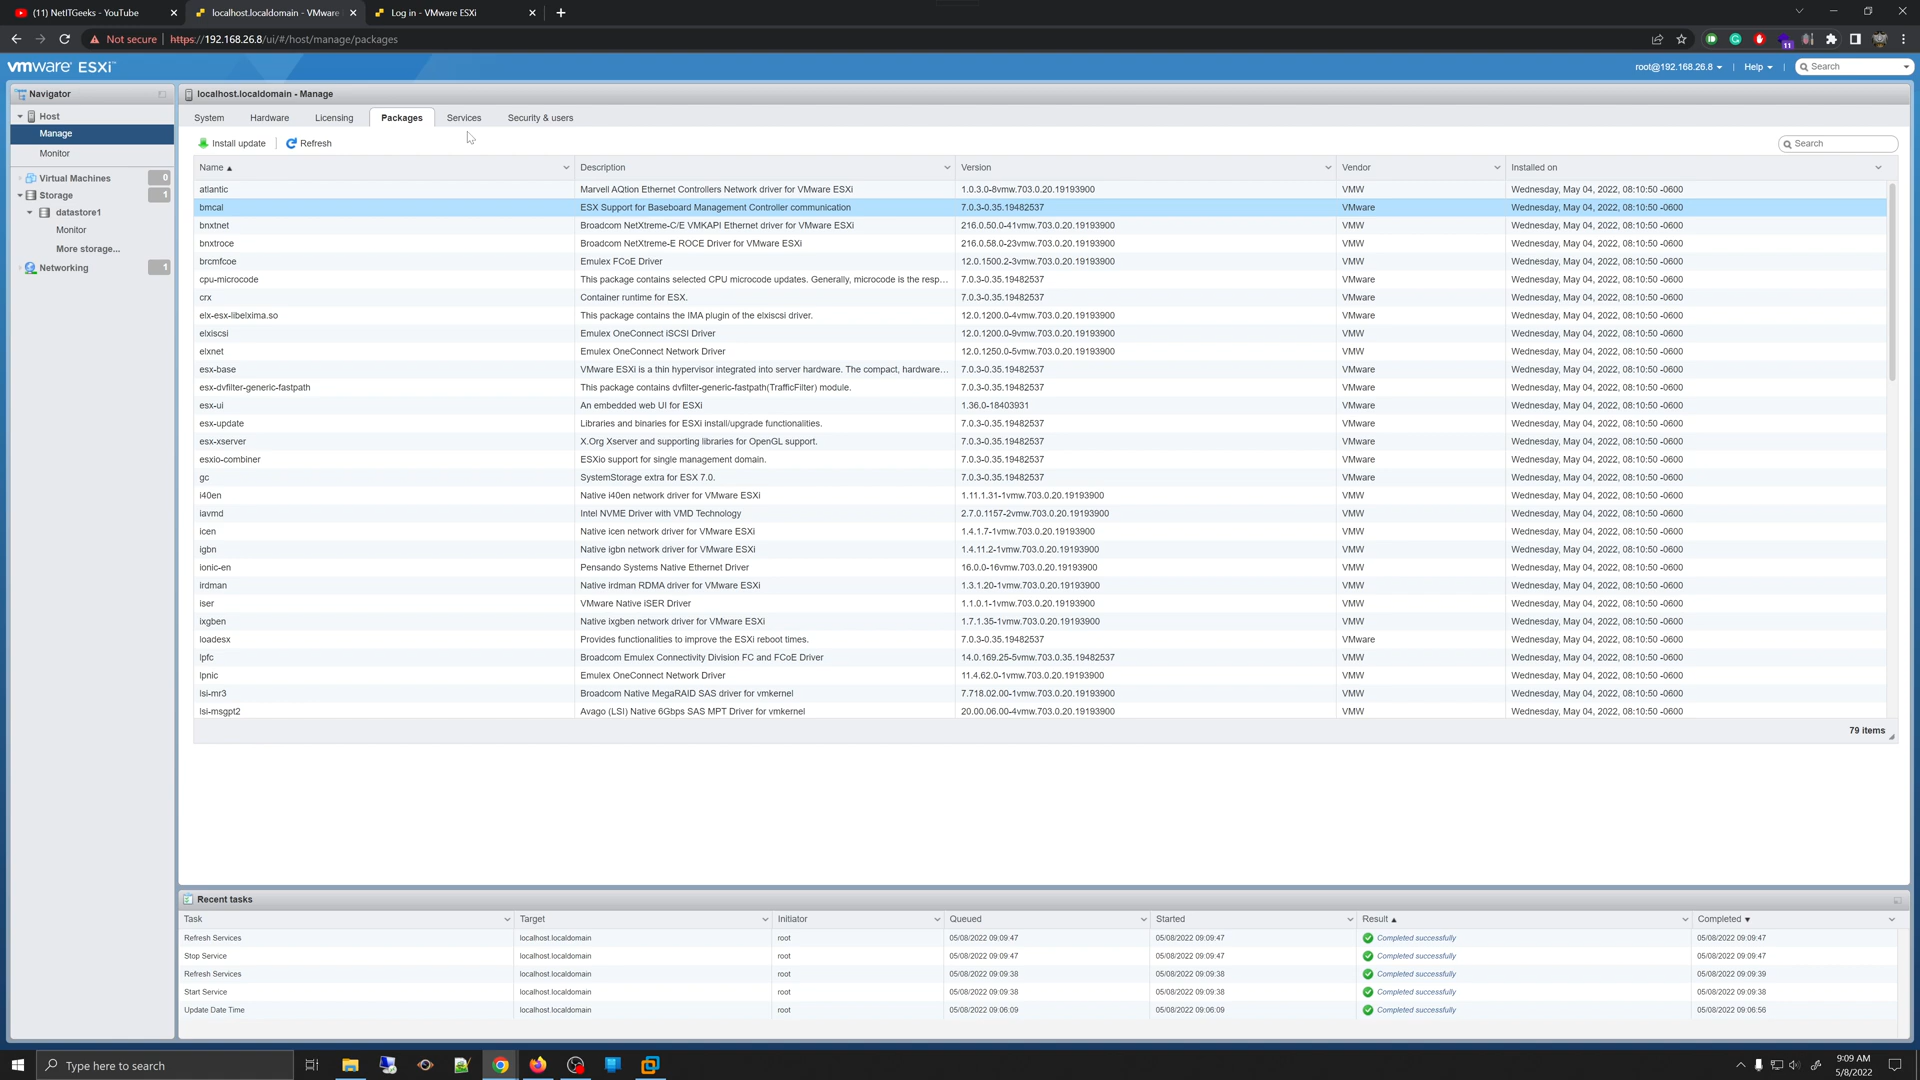 (11) NetITGeeks - YouTube
localhost.localdomain - VMware
Log in - VMware ESXi
Not secure https://192.168.26.8/ui/#/host/manage/packages
11
vmware ESXi
root@192.168.26.8 | Help | Search
Navigator
Host
Manage
Monitor
Virtual Machines 0
Storage 1
datastore1
Monitor
More storage...
Networking 1
localhost.localdomain - Manage
System Hardware Licensing Packages Services Security & users
Install update | Refresh Search
Name Description Version Vendor Installed on
atlantic Marvell AQtion Ethernet Controllers Network driver for VMware ESXi 1.0.3.0-8vmw.703.0.20.19193900 VMW Wednesday, May 04, 2022, 08:10:50 -0600
bmcal ESX Support for Baseboard Management Controller communication 7.0.3-0.35.19482537 VMware Wednesday, May 04, 2022, 08:10:50 -0600
bnxtnet Broadcom NetXtreme-C/E VMKAPI Ethernet driver for VMware ESXi 216.0.50.0-41vmw.703.0.20.19193900 VMW Wednesday, May 04, 2022, 08:10:50 -0600
bnxtroce Broadcom NetXtreme-E ROCE Driver for VMware ESXi 216.0.58.0-23vmw.703.0.20.19193900 VMW Wednesday, May 04, 2022, 08:10:50 -0600
brcmfcoe Emulex FCoE Driver 12.0.1500.2-3vmw.703.0.20.19193900 VMW Wednesday, May 04, 2022, 08:10:50 -0600
cpu-microcode This package contains selected CPU microcode updates. Generally, microcode is the resp... 7.0.3-0.35.19482537 VMware Wednesday, May 04, 2022, 08:10:50 -0600
crx Container runtime for ESX. 7.0.3-0.35.19482537 VMware Wednesday, May 04, 2022, 08:10:50 -0600
elx-esx-libelxima.so This package contains the IMA plugin of the elxiscsi driver. 12.0.1200.0-4vmw.703.0.20.19193900 VMware Wednesday, May 04, 2022, 08:10:50 -0600
elxiscsi Emulex OneConnect iSCSI Driver 12.0.1200.0-9vmw.703.0.20.19193900 VMW Wednesday, May 04, 2022, 08:10:50 -0600
elxnet Emulex OneConnect Network Driver 12.0.1250.0-5vmw.703.0.20.19193900 VMW Wednesday, May 04, 2022, 08:10:50 -0600
esx-base VMware ESXi is a thin hypervisor integrated into server hardware. The compact, hardware... 7.0.3-0.35.19482537 VMware Wednesday, May 04, 2022, 08:10:50 -0600
esx-dvfilter-generic-fastpath This package contains dvfilter-generic-fastpath(TrafficFilter) module. 7.0.3-0.35.19482537 VMware Wednesday, May 04, 2022, 08:10:50 -0600
esx-ui An embedded web UI for ESXi 1.36.0-18403931 VMware Wednesday, May 04, 2022, 08:10:50 -0600
esx-update Libraries and binaries for ESXi install/upgrade functionalities. 7.0.3-0.35.19482537 VMware Wednesday, May 04, 2022, 08:10:50 -0600
esx-xserver X.Org Xserver and supporting libraries for OpenGL support. 7.0.3-0.35.19482537 VMware Wednesday, May 04, 2022, 08:10:50 -0600
esxio-combiner ESXio support for single management domain. 7.0.3-0.35.19482537 VMware Wednesday, May 04, 2022, 08:10:50 -0600
gc SystemStorage extra for ESX 7.0. 7.0.3-0.35.19482537 VMware Wednesday, May 04, 2022, 08:10:50 -0600
i40en Native i40en network driver for VMware ESXi 1.11.1.31-1vmw.703.0.20.19193900 VMW Wednesday, May 04, 2022, 08:10:50 -0600
iavmd Intel NVME Driver with VMD Technology 2.7.0.1157-2vmw.703.0.20.19193900 VMW Wednesday, May 04, 2022, 08:10:50 -0600
icen Native icen network driver for VMware ESXi 1.4.1.7-1vmw.703.0.20.19193900 VMW Wednesday, May 04, 2022, 08:10:50 -0600
igbn Native igbn network driver for VMware ESXi 1.4.11.2-1vmw.703.0.20.19193900 VMW Wednesday, May 04, 2022, 08:10:50 -0600
ionic-en Pensando Systems Native Ethernet Driver 16.0.0-16vmw.703.0.20.19193900 VMW Wednesday, May 04, 2022, 08:10:50 -0600
irdman Native irdman RDMA driver for VMware ESXi 1.3.1.20-1vmw.703.0.20.19193900 VMW Wednesday, May 04, 2022, 08:10:50 -0600
iser VMware Native iSER Driver 1.1.0.1-1vmw.703.0.20.19193900 VMW Wednesday, May 04, 2022, 08:10:50 -0600
ixgben Native ixgben network driver for VMware ESXi 1.7.1.35-1vmw.703.0.20.19193900 VMW Wednesday, May 04, 2022, 08:10:50 -0600
loadesx Provides functionalities to improve the ESXi reboot times. 7.0.3-0.35.19482537 VMware Wednesday, May 04, 2022, 08:10:50 -0600
lpfc Broadcom Emulex Connectivity Division FC and FCoE Driver 14.0.169.25-5vmw.703.0.35.19482537 VMW Wednesday, May 04, 2022, 08:10:50 -0600
lpnic Emulex OneConnect Network Driver 11.4.62.0-1vmw.703.0.20.19193900 VMW Wednesday, May 04, 2022, 08:10:50 -0600
lsi-mr3 Broadcom Native MegaRAID SAS driver for vmkernel 7.718.02.00-1vmw.703.0.20.19193900 VMW Wednesday, May 04, 2022, 08:10:50 -0600
lsi-msgpt2 Avago (LSI) Native 6Gbps SAS MPT Driver for vmkernel 20.00.06.00-4vmw.703.0.20.19193900 VMW Wednesday, May 04, 2022, 08:10:50 -0600
79 items
Recent tasks
Task Target Initiator Queued Started Result Completed
Refresh Services localhost.localdomain root 05/08/2022 09:09:47 05/08/2022 09:09:47 Completed successfully 05/08/2022 09:09:47
Stop Service localhost.localdomain root 05/08/2022 09:09:47 05/08/2022 09:09:47 Completed successfully 05/08/2022 09:09:47
Refresh Services localhost.localdomain root 05/08/2022 09:09:38 05/08/2022 09:09:38 Completed successfully 05/08/2022 09:09:39
Start Service localhost.localdomain root 05/08/2022 09:09:38 05/08/2022 09:09:38 Completed successfully 05/08/2022 09:09:38
Update Date Time localhost.localdomain root 05/08/2022 09:06:09 05/08/2022 09:06:09 Completed successfully 05/08/2022 09:06:56
Type here to search
9:09 AM
5/8/2022